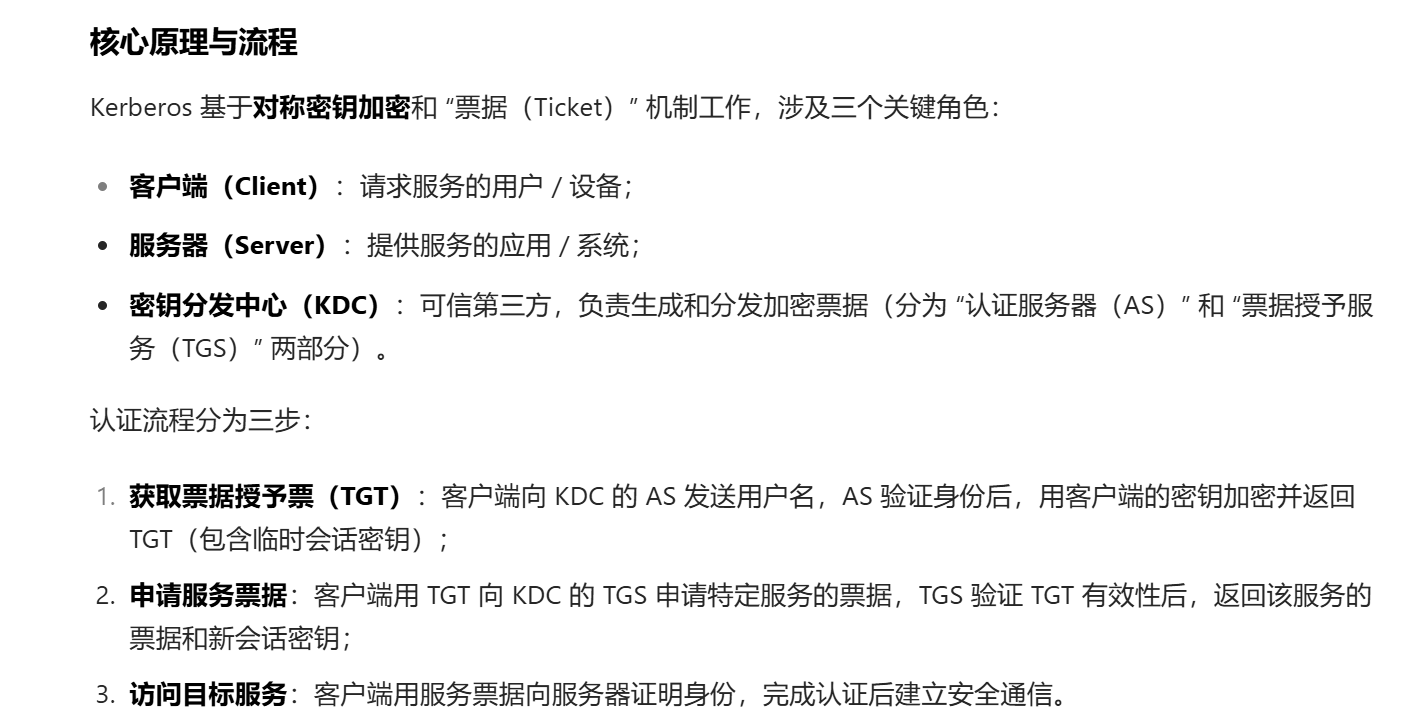 核心原理与流程
Kerberos 基于对称密钥加密和 “票据（Ticket）” 机制工作，涉及三个关键角色：
• 客户端（Client）：请求服务的用户 / 设备；
• 服务器（Server）：提供服务的应用 / 系统；
• 密钥分发中心（KDC）：可信第三方，负责生成和分发加密票据（分为 “认证服务器（AS）” 和 “票据授予服
务（TGS）” 两部分）。
认证流程分为三步：
1. 获取票据授予票（TGT）：客户端向 KDC 的 AS 发送用户名，AS 验证身份后，用客户端的密钥加密并返回
TGT（包含临时会话密钥）；
2. 申请服务票据：客户端用 TGT 向 KDC 的 TGS 申请特定服务的票据，TGS 验证 TGT 有效性后，返回该服务的
票据和新会话密钥；
3. 访问目标服务：客户端用服务票据向服务器证明身份，完成认证后建立安全通信。